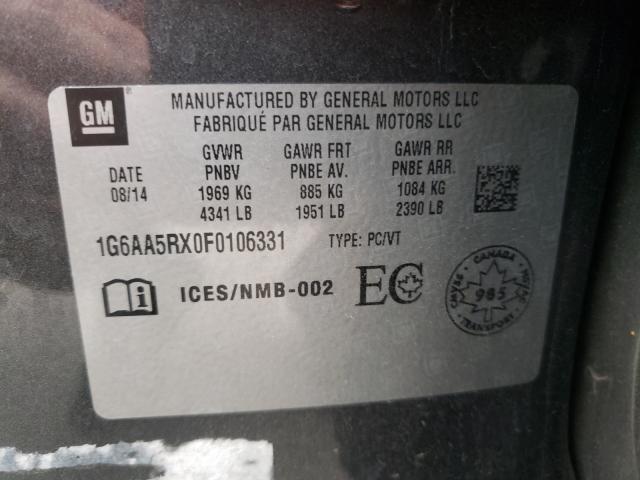 GM
MANUFACTURED BY GENERAL MOTORS LLC
FABRIQUÉ PAR GENERAL MOTORS LLC
DATE
08/14
GVWR
PNBV
1969 KG
4341 LB
GAWR FRT
PNBE AV.
885 KG
1951 LB
GAWR RR
PNBE ARR.
1084 KG
2390 LB
1G6AA5RX0F0106331 TYPE: PC/VT
ICES/NMB-002
EC
CANADA
CMVSS NSVAC
985
TRANSPORT